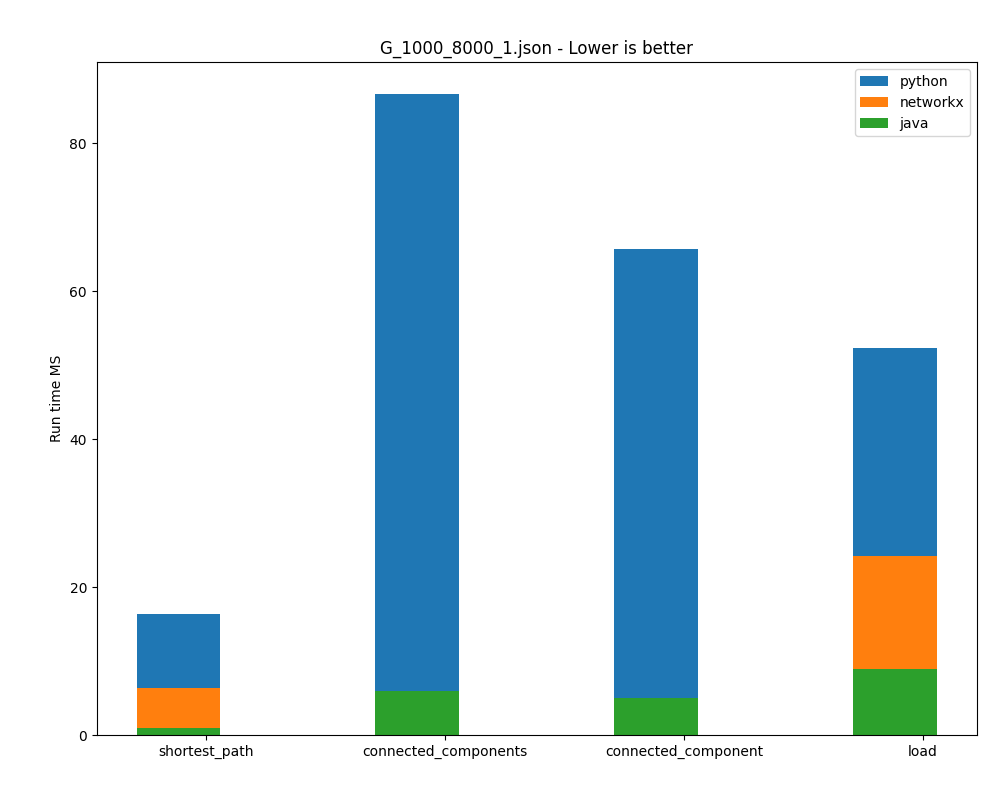 G_1000_8000_1.json - Lower is better
python
networkx
java
Run time MS
80
60
40
20
0
shortest_path
connected_components
connected_component
load